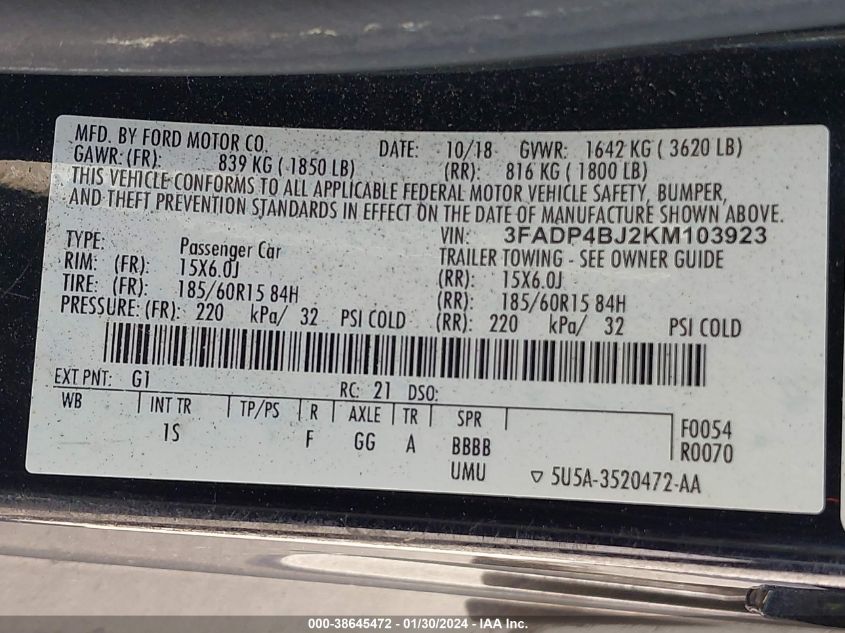 MFD. BY FORD MOTOR CO. DATE: 10/18 GVWR: 1642 KG ( 3620 LB)
GAWR: (FR): 839 KG ( 1850 LB) (RR): 816 KG ( 1800 LB)
THIS VEHICLE CONFORMS TO ALL APPLICABLE FEDERAL MOTOR VEHICLE SAFETY, BUMPER,
AND THEFT PREVENTION STANDARDS IN EFFECT ON THE DATE OF MANUFACTURE SHOWN ABOVE.
VIN: 3FADP4BJ2KM103923
TYPE: Passenger Car TRAILER TOWING - SEE OWNER GUIDE
RIM: (FR): 15X6.0J (RR): 15X6.0J
TIRE: (FR): 185/60R15 84H (RR): 185/60R15 84H
PRESSURE: (FR): 220 kPa/ 32 PSI COLD (RR): 220 kPa/ 32 PSI COLD
EXT PNT: G1 RC: 21 DSO:
WB INT TR TP/PS R AXLE TR SPR
1S F GG A BBBB
UMU
F0054
R0070
▽ 5U5A-3520472-AA
000-38645472 - 01/30/2024 - IAA Inc.